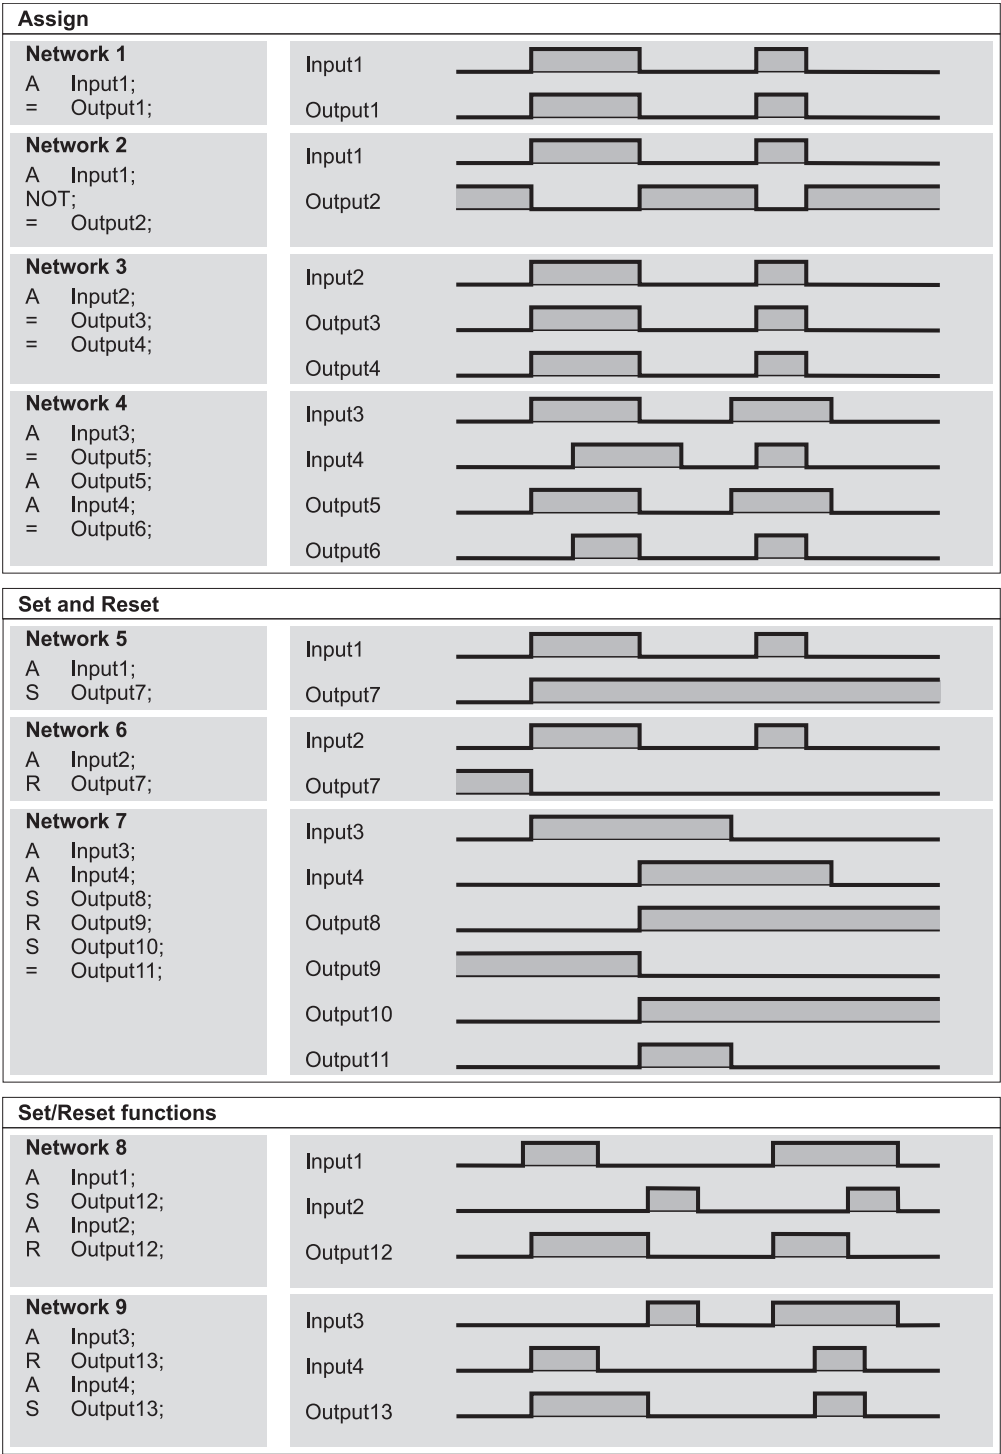 Assign
Network 1
A Input1;
= Output1;
Input1
Output1
Network 2
A Input1;
NOT;
= Output2;
Input1
Output2
Network 3
A Input2;
= Output3;
= Output4;
Input2
Output3
Output4
Network 4
A Input3;
= Output5;
A Output5;
A Input4;
= Output6;
Input3
Input4
Output5
Output6
Set and Reset
Network 5
A Input1;
S Output7;
Input1
Output7
Network 6
A Input2;
R Output7;
Input2
Output7
Network 7
A Input3;
A Input4;
S Output8;
R Output9;
S Output10;
= Output11;
Input3
Input4
Output8
Output9
Output10
Output11
Set/Reset functions
Network 8
A Input1;
S Output12;
A Input2;
R Output12;
Input1
Input2
Output12
Network 9
A Input3;
R Output13;
A Input4;
S Output13;
Input3
Input4
Output13